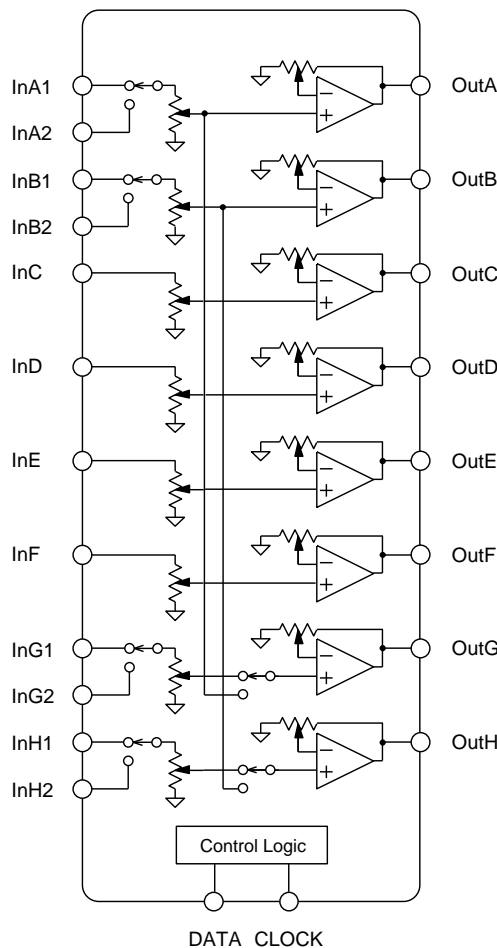 InA1
OutA
InA2
InB1
OutB
InB2
InC
OutC
InD
OutD
InE
OutE
InF
OutF
InG1
OutG
InG2
InH1
OutH
InH2
Control Logic
DATA CLOCK